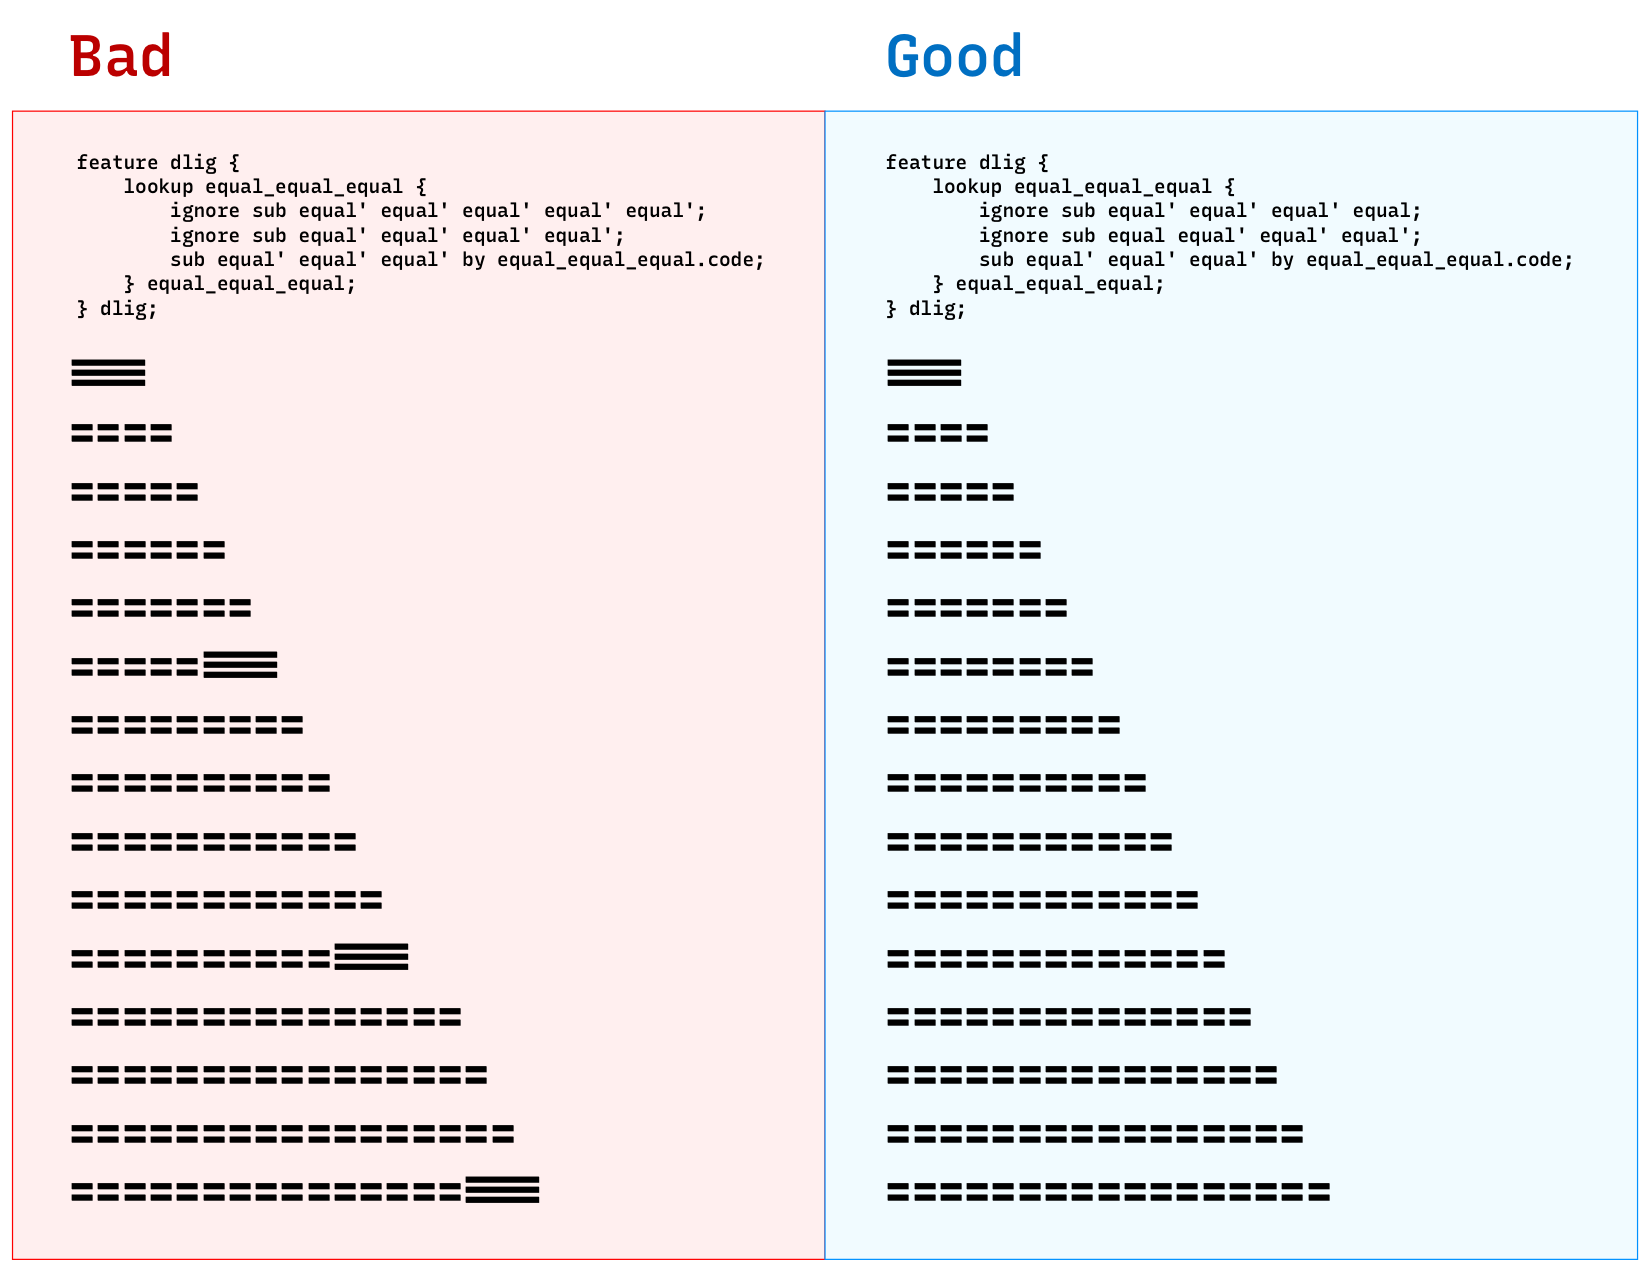 Bad
feature dlig {
    lookup equal_equal_equal {
        ignore sub equal' equal' equal' equal' equal';
        ignore sub equal' equal' equal' equal';
        sub equal' equal' equal' by equal_equal_equal.code;
    } equal_equal_equal;
} dlig;
===
====
=====
======
=======
========
=========
==========
===========
============
=============
===============
================
=================
==================
Good
feature dlig {
    lookup equal_equal_equal {
        ignore sub equal' equal' equal' equal;
        ignore sub equal equal' equal' equal';
        sub equal' equal' equal' by equal_equal_equal.code;
    } equal_equal_equal;
} dlig;
===
====
=====
======
=======
========
=========
==========
===========
============
=============
==============
===============
================
=================